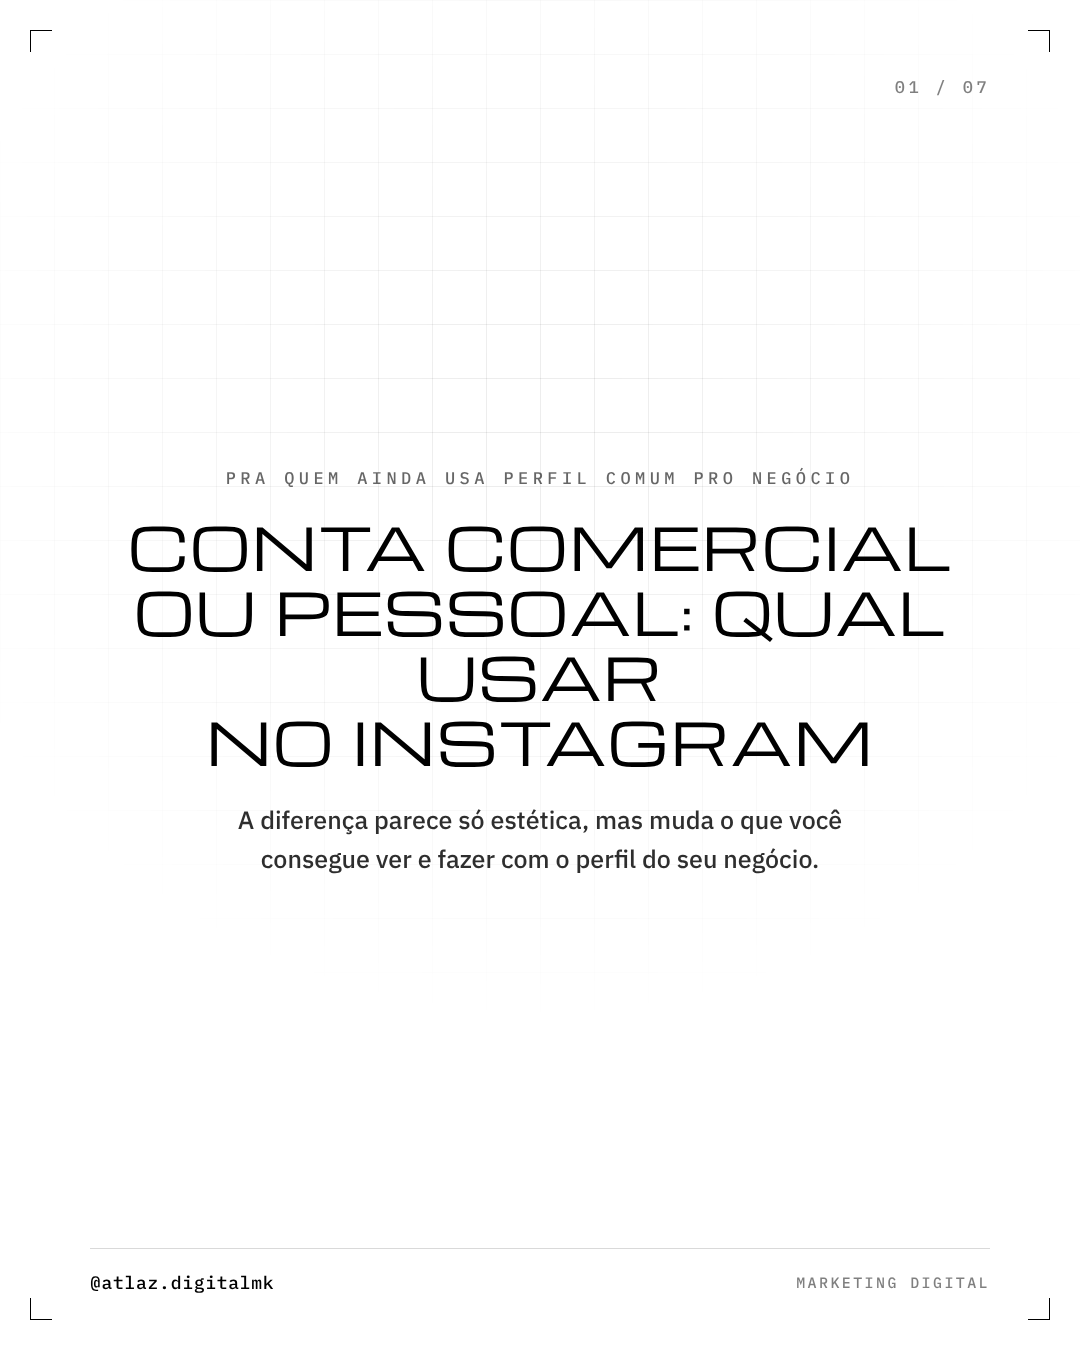 01 / 07
PRA QUEM AINDA USA PERFIL COMUM PRO NEGÓCIO
CONTA COMERCIAL
OU PESSOAL: QUAL
USAR
NO INSTAGRAM
A diferença parece só estética, mas muda o que você
consegue ver e fazer com o perfil do seu negócio.
@atlaz.digitalmk
MARKETING DIGITAL